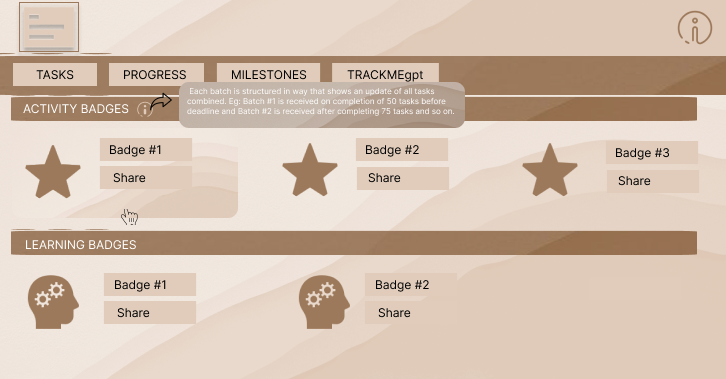 TASKS PROGRESS MILESTONES TRACKMEgpt
Each batch is structured in way that shows an update of all tasks
combined. Eg: Batch #1 is received on completion of 50 tasks before
deadline and Batch #2 is received after completing 75 tasks and so on.
ACTIVITY BADGES
Badge #1 Badge #2 Badge #3
Share Share Share
LEARNING BADGES
Badge #1 Badge #2
Share Share